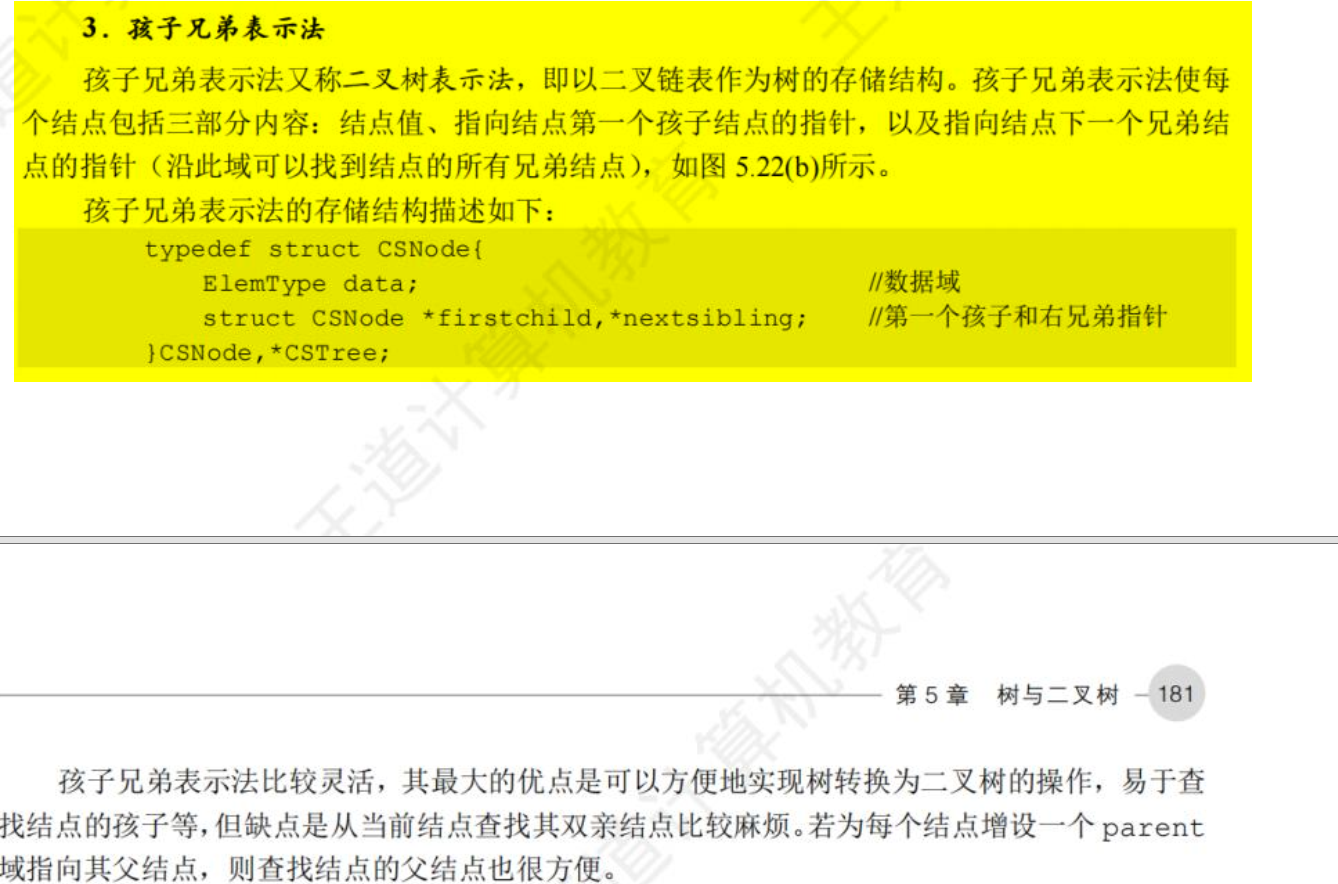 3．孩子兄弟表示法
孩子兄弟表示法又称二叉树表示法，即以二叉链表作为树的存储结构。孩子兄弟表示法使每
个结点包括三部分内容：结点值、指向结点第一个孩子结点的指针，以及指向结点下一个兄弟结
点的指针（沿此域可以找到结点的所有兄弟结点），如图 5.22(b)所示。
孩子兄弟表示法的存储结构描述如下：
typedef struct CSNode{
ElemType data; //数据域
struct CSNode *firstchild,*nextsibling; //第一个孩子和右兄弟指针
}CSNode,*CSTree;
王道计算机教育
第 5 章 树与二叉树 181
王道计算机教育
孩子兄弟表示法比较灵活，其最大的优点是可以方便地实现树转换为二叉树的操作，易于查
找结点的孩子等，但缺点是从当前结点查找其双亲结点比较麻烦。若为每个结点增设一个 parent
域指向其父结点，则查找结点的父结点也很方便。